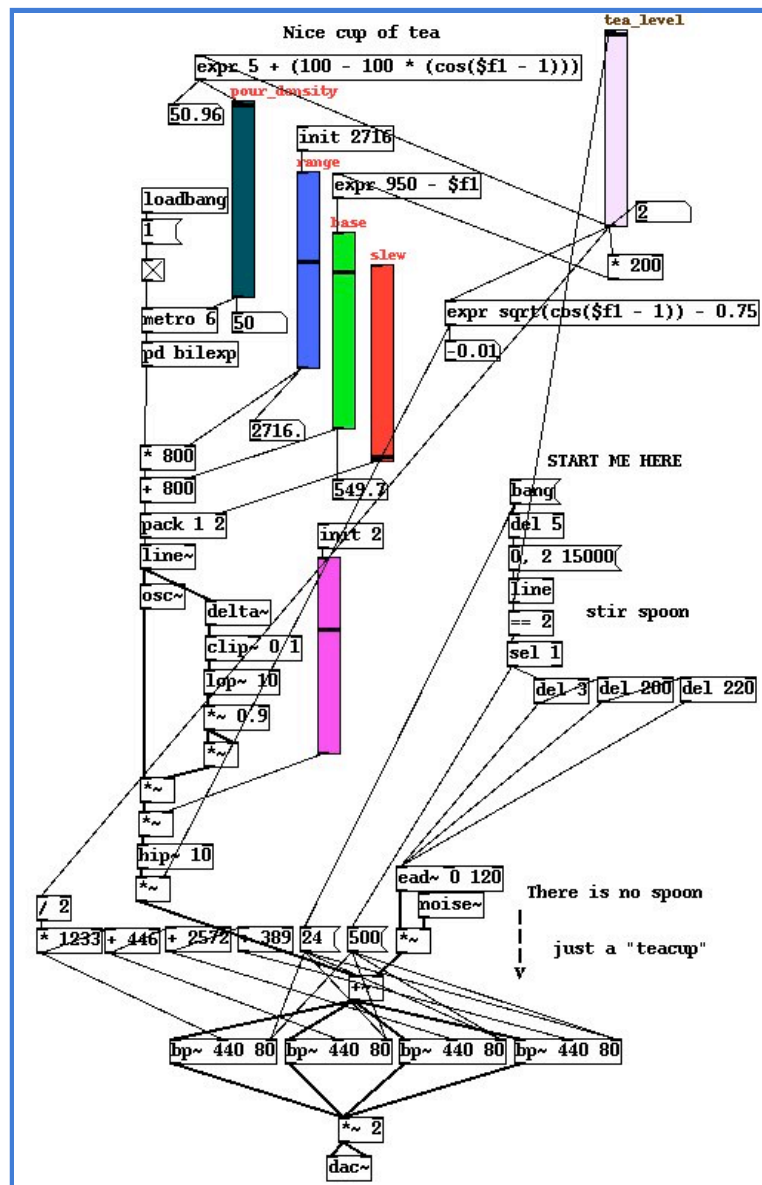 Nice cup of tea
tea_level
expr 5 + (100 - 100 * (cos($f1 - 1)))
50.96
pour_density
init 2716
range
expr 950 - $f1
loadbang
1
base
2
slew
* 200
metro 6
50
expr sqrt(cos($f1 - 1)) - 0.75
pd bilexp
-0.01
2716.
* 800
+ 800
549.7
START ME HERE
bang
pack 1 2
init 2
del 5
line~
0, 2 15000
osc~
line
delta~
stir spoon
== 2
clip~ 0 1
sel 1
lop~ 10
del 3
del 200
del 220
*~ 0.9
*~
*~
*~
hip~ 10
*~
ead~ 0 120
There is no spoon
/ 2
noise~
* 1233
+ 446
+ 2572
+ 389
24
500
*~
just a "teacup"
v
+~
bp~ 440 80
bp~ 440 80
bp~ 440 80
bp~ 440 80
*~ 2
dac~